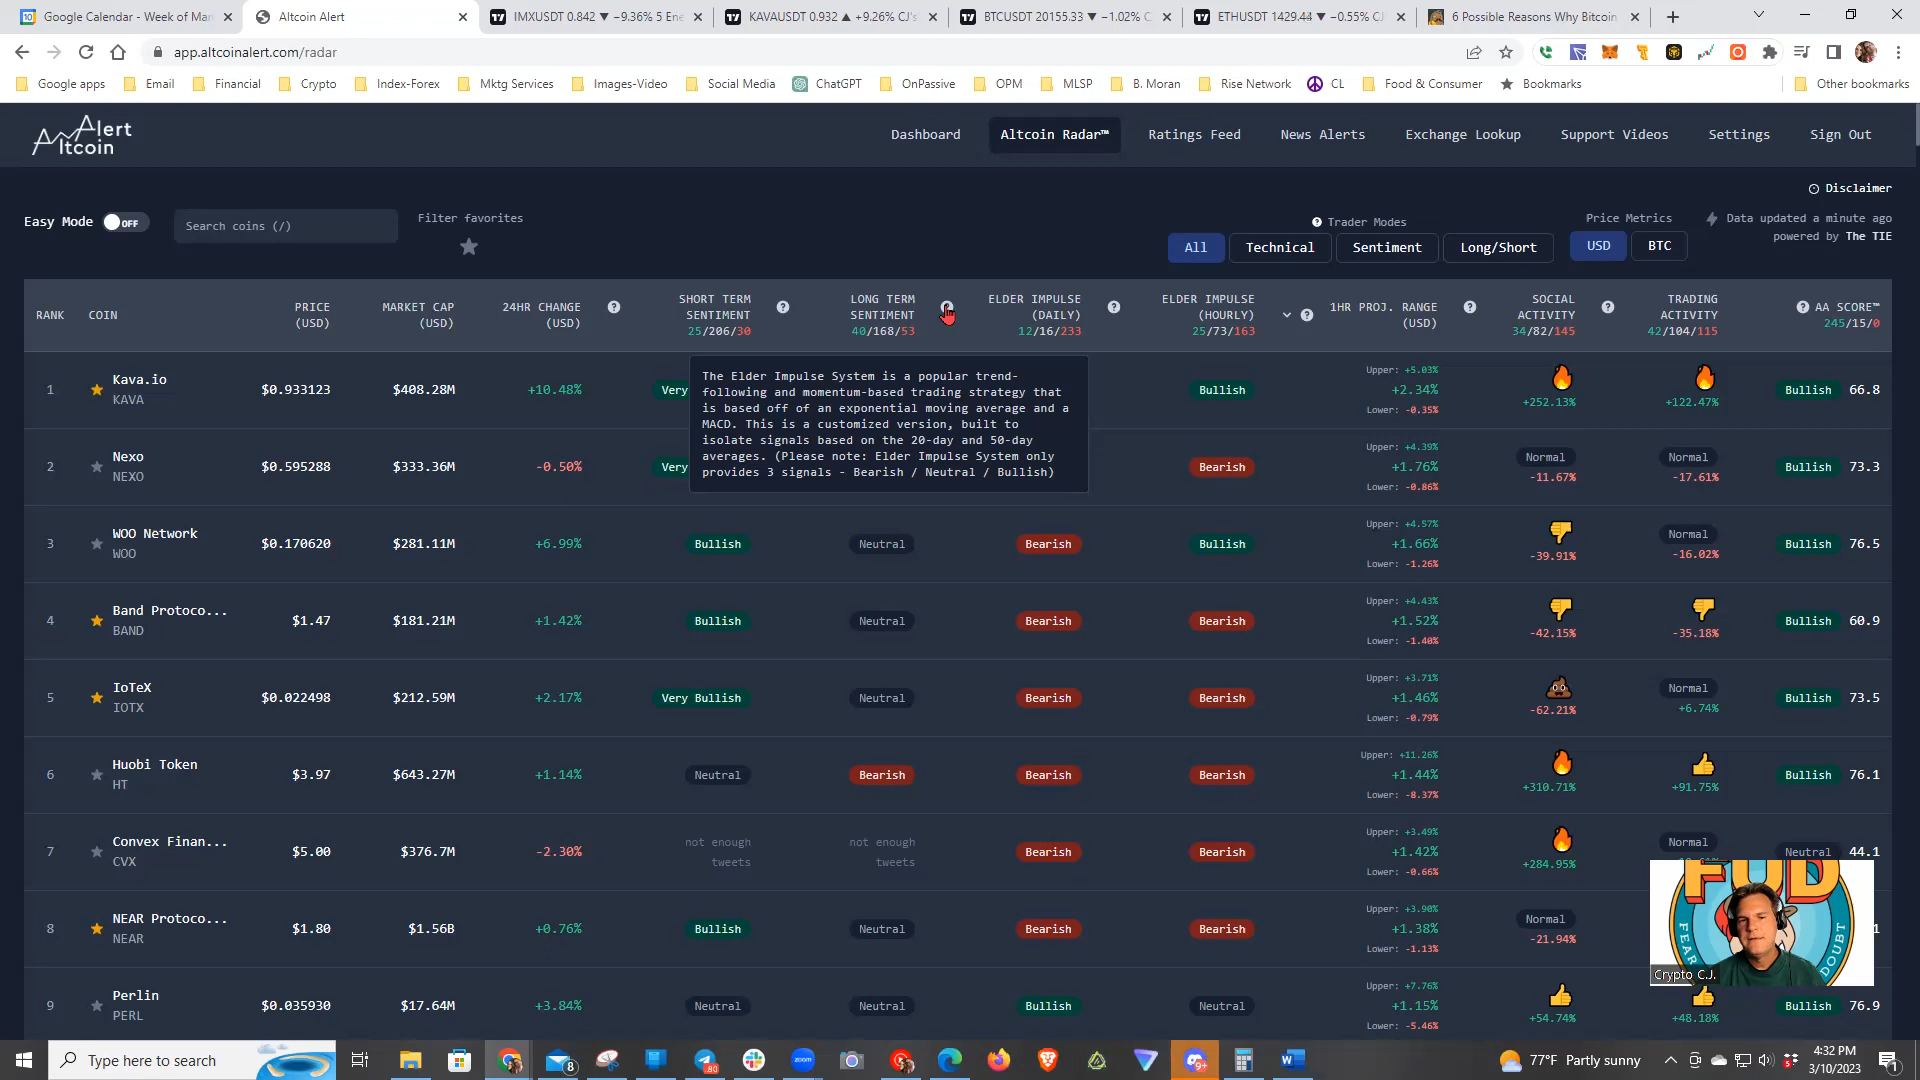 Google Calendar - Week of Mar
Altcoin Alert
IMXUSDT 0.842 ▼ −9.36% 5 Ene
KAVAUSDT 0.932 ▲ +9.26% CJ's
BTCUSDT 20155.33 ▼ −1.02% C
ETHUSDT 1429.44 ▼ −0.55% CJ
6 Possible Reasons Why Bitcoin
app.altcoinalert.com/radar
Google apps
Email
Financial
Crypto
Index-Forex
Mktg Services
Images-Video
Social Media
ChatGPT
OnPassive
OPM
MLSP
B. Moran
Rise Network
CL
Food & Consumer
Bookmarks
Other bookmarks
Alert
Altcoin
Dashboard
Altcoin Radar™
Ratings Feed
News Alerts
Exchange Lookup
Support Videos
Settings
Sign Out
Disclaimer
Easy Mode OFF
Search coins (/)
Filter favorites
Trader Modes
All Technical Sentiment Long/Short
Price Metrics
USD BTC
Data updated a minute ago
powered by The TIE
RANK COIN
PRICE
(USD)
MARKET CAP
(USD)
24HR CHANGE
(USD)
SHORT TERM
SENTIMENT
25/206/30
LONG TERM
SENTIMENT
40/168/53
ELDER IMPULSE
(DAILY)
12/16/233
ELDER IMPULSE
(HOURLY)
25/73/163
1HR PROJ. RANGE
(USD)
SOCIAL
ACTIVITY
34/82/145
TRADING
ACTIVITY
42/104/115
AA SCORE™
245/15/0
The Elder Impulse System is a popular trend-
following and momentum-based trading strategy that
is based off of an exponential moving average and a
MACD. This is a customized version, built to
isolate signals based on the 20-day and 50-day
averages. (Please note: Elder Impulse System only
provides 3 signals - Bearish / Neutral / Bullish)
1 Kava.io
KAVA
$0.933123 $408.28M +10.48% Very Bullish
Upper: +5.03%
+2.34%
Lower: -0.35%
+252.13% +122.47% Bullish 66.8
2 Nexo
NEXO
$0.595288 $333.36M -0.50% Very Bearish
Upper: +4.39%
+1.76%
Lower: -0.86%
Normal
-11.67%
Normal
-17.61%
Bullish 73.3
3 WOO Network
WOO
$0.170620 $281.11M +6.99% Bullish Neutral Bearish Bullish
Upper: +4.57%
+1.66%
Lower: -1.26%
-39.91%
Normal
-16.02%
Bullish 76.5
4 Band Protoco...
BAND
$1.47 $181.21M +1.42% Bullish Neutral Bearish Bearish
Upper: +4.43%
+1.52%
Lower: -1.40%
-42.15% -35.18% Bullish 60.9
5 IoTeX
IOTX
$0.022498 $212.59M +2.17% Very Bullish Neutral Bearish Bearish
Upper: +3.71%
+1.46%
Lower: -0.79%
-62.21%
Normal
+6.74%
Bullish 73.5
6 Huobi Token
HT
$3.97 $643.27M +1.14% Neutral Bearish Bearish Bearish
Upper: +11.26%
+1.44%
Lower: -8.37%
+310.71% +91.75% Bullish 76.1
7 Convex Finan...
CVX
$5.00 $376.7M -2.30%
not enough
tweets
not enough
tweets
Bearish Bearish
Upper: +3.49%
+1.42%
Lower: -0.66%
+284.95%
Normal
Neutral 44.1
8 NEAR Protoco...
NEAR
$1.80 $1.56B +0.76% Bullish Neutral Bearish Bearish
Upper: +3.90%
+1.38%
Lower: -1.13%
Normal
-21.94%
1
9 Perlin
PERL
$0.035930 $17.64M +3.84% Neutral Neutral Bullish Neutral
Upper: +7.76%
+1.15%
Lower: -5.46%
+54.74% +48.18% Bullish 76.9
FUD
FEAR
DOUBT
Crypto C.J.
Type here to search
8
.80
zoom
9+
77°F Partly sunny
4:32 PM
3/10/2023
1